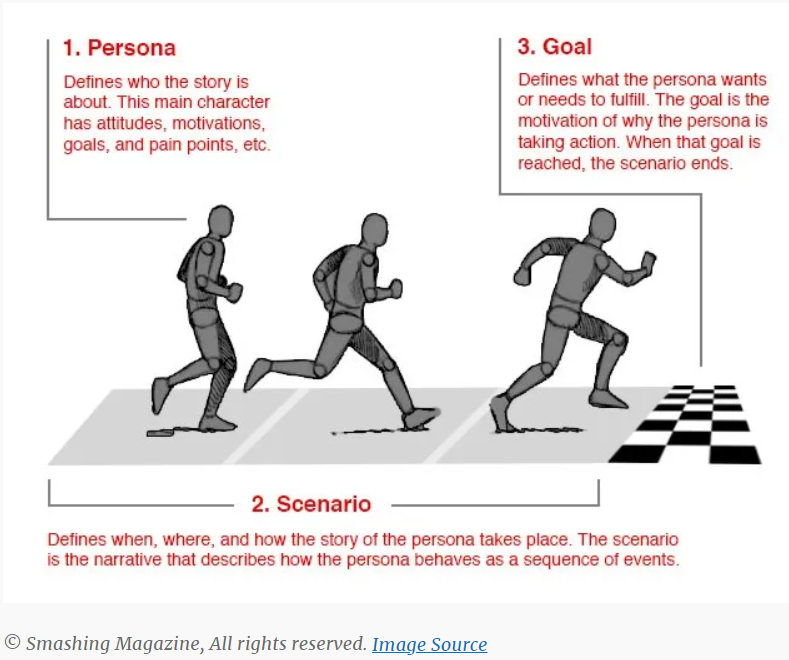 1. Persona
Defines who the story is
about. This main character
has attitudes, motivations,
goals, and pain points, etc.
3. Goal
Defines what the persona wants
or needs to fulfill. The goal is the
motivation of why the persona is
taking action. When that goal is
reached, the scenario ends.
2. Scenario
Defines when, where, and how the story of the persona takes place. The scenario
is the narrative that describes how the persona behaves as a sequence of events.
© Smashing Magazine, All rights reserved. Image Source